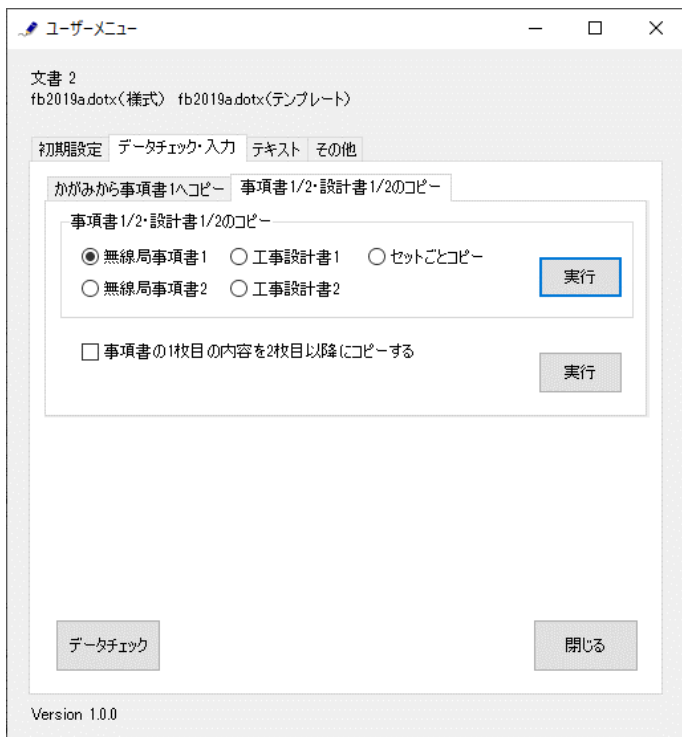 ユーザーメニュー
文書 2
fb2019a.dotx(様式) fb2019a.dotx(テンプレート)
初期設定 データチェック・入力 テキスト その他
かがみから事項書1へコピー 事項書1/2・設計書1/2のコピー
事項書1/2・設計書1/2のコピー
無線局事項書1 工事設計書1 セットごとコピー
実行
無線局事項書2 工事設計書2
事項書の1枚目の内容を2枚目以降にコピーする
実行
データチェック 閉じる
Version 1.0.0